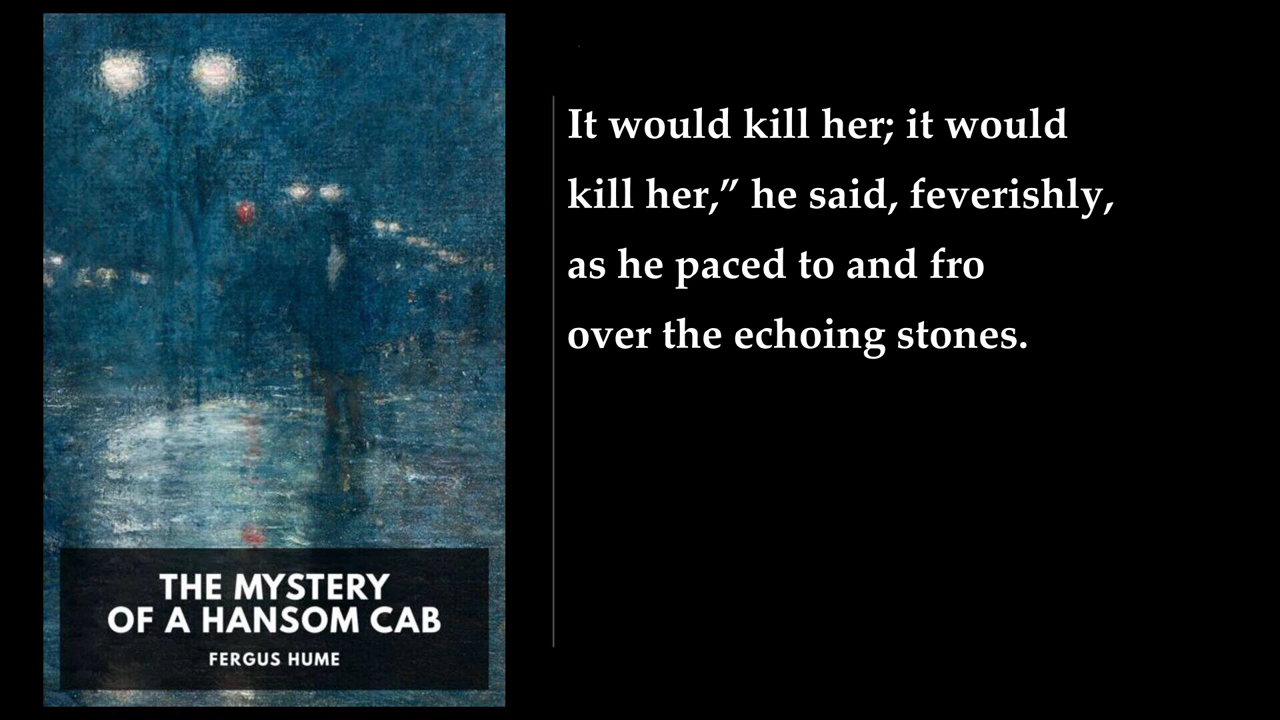 It would kill her; it would
kill her,” he said, feverishly,
as he paced to and fro
over the echoing stones.
THE MYSTERY
OF A HANSOM CAB
FERGUS HUME